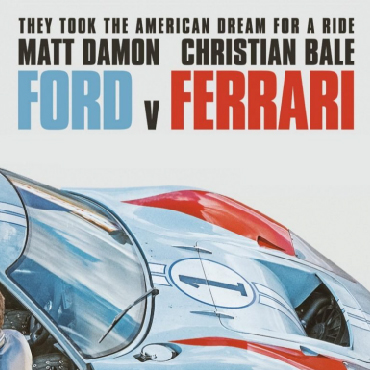 THEY TOOK THE AMERICAN DREAM FOR A RIDE
MATT DAMON CHRISTIAN BALE
FORD v FERRARI
1